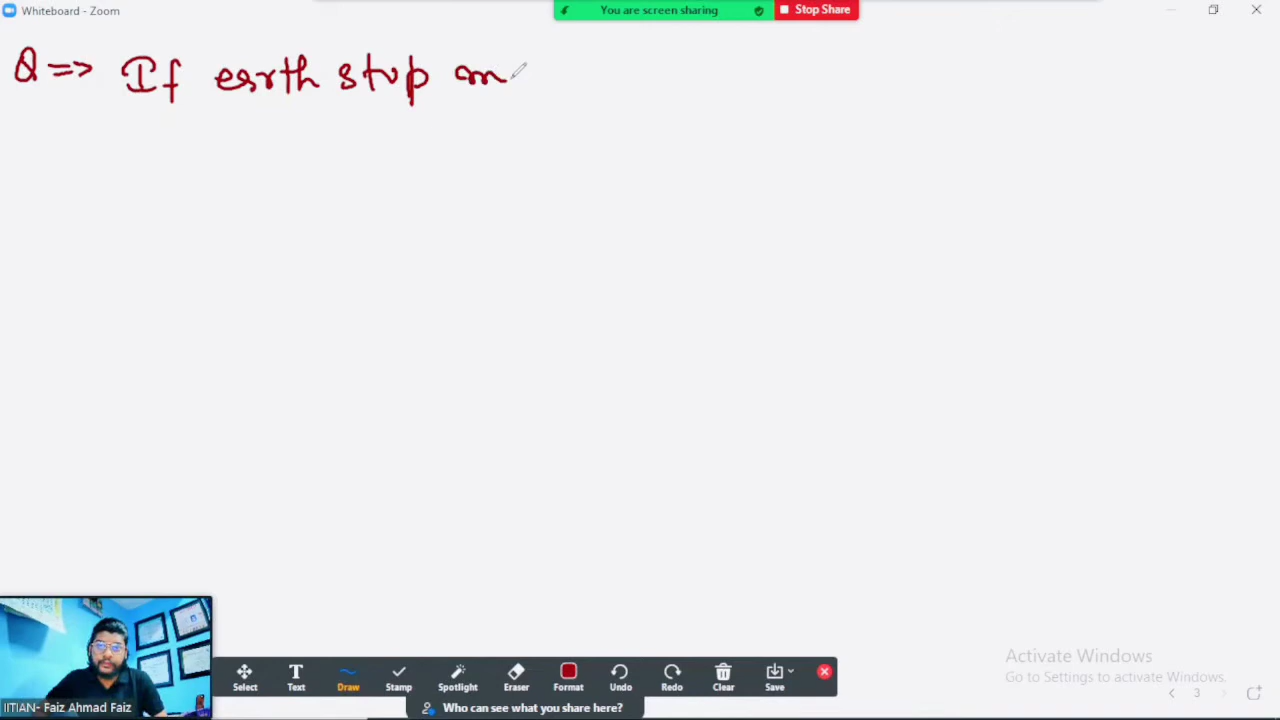 Whiteboard - Zoom
You are screen sharing
Stop Share
Q => If esrth stop m
Activate Windows
Go to Settings to activate Windows.
3
Select Text Draw Stamp Spotlight Eraser Format Undo Redo Clear Save
IITIAN- Faiz Ahmad Faiz
Who can see what you share here?